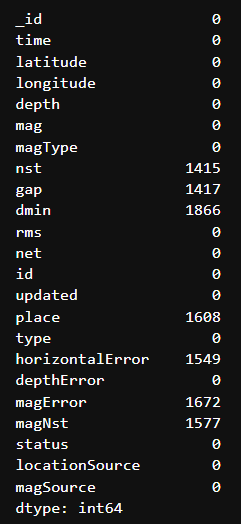 _id 0
time 0
latitude 0
longitude 0
depth 0
mag 0
magType 0
nst 1415
gap 1417
dmin 1866
rms 0
net 0
id 0
updated 0
place 1608
type 0
horizontalError 1549
depthError 0
magError 1672
magNst 1577
status 0
locationSource 0
magSource 0
dtype: int64